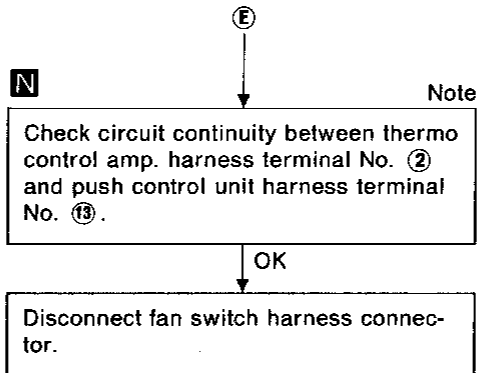 Ⓔ
N
Note
Check circuit continuity between thermo
control amp. harness terminal No. ②
and push control unit harness terminal
No. ⑬.
OK
Disconnect fan switch harness connec-
tor.